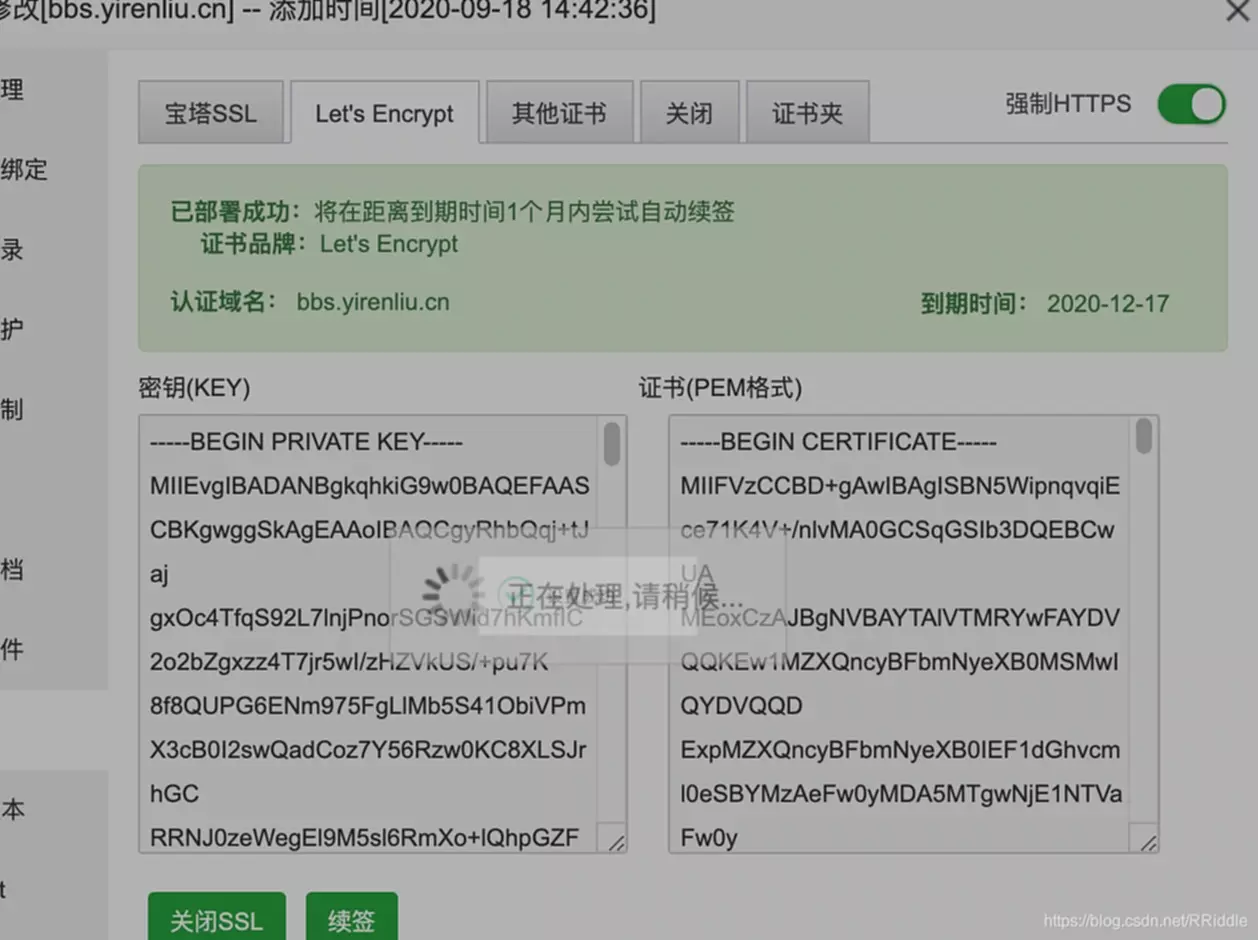 修改[bbs.yirenliu.cn] -- 添加时间[2020-09-18 14:42:36]
理
绑定
录
护
制
档
件
本
t
宝塔SSL
Let's Encrypt
其他证书
关闭
证书夹
强制HTTPS
已部署成功：将在距离到期时间1个月内尝试自动续签
证书品牌：Let's Encrypt
认证域名： bbs.yirenliu.cn
到期时间： 2020-12-17
密钥(KEY)
-----BEGIN PRIVATE KEY-----
MIIEvgIBADANBgkqhkiG9w0BAQEFAAS
CBKgwggSkAgEAAoIBAQCgyRhbQqj+tJ
aj
gxOc4TfqS92L7lnjPnorSGSWid7hKmflC
2o2bZgxzz4T7jr5wI/zHZVkUS/+pu7K
8f8QUPG6ENm975FgLlMb5S41ObiVPm
X3cB0I2swQadCoz7Y56Rzw0KC8XLSJr
hGC
RRNJ0zeWegEl9M5sl6RmXo+lQhpGZF
证书(PEM格式)
-----BEGIN CERTIFICATE-----
MIIFVzCCBD+gAwIBAgISBN5WipnqvqiE
ce71K4V+/nlvMA0GCSqGSIb3DQEBCw
UA
MEoxCzAJBgNVBAYTAlVTMRYwFAYDV
QQKEw1MZXQncyBFbmNyeXB0MSMwI
QYDVQQD
ExpMZXQncyBFbmNyeXB0IEF1dGhvcm
l0eSBYMzAeFw0yMDA5MTgwNjE1NTVa
Fw0y
正在处理,请稍候...
关闭SSL
续签
https://blog.csdn.net/RRiddle